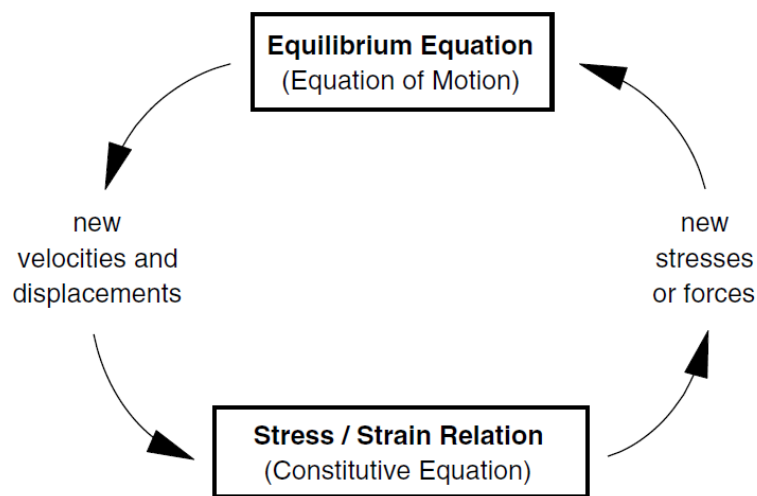 Equilibrium Equation
(Equation of Motion)
new
velocities and
displacements
new
stresses
or forces
Stress / Strain Relation
(Constitutive Equation)